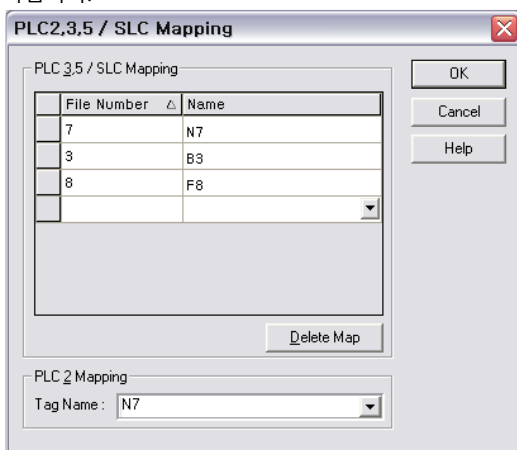 PLC2,3,5 / SLC Mapping
PLC 3,5 / SLC Mapping
File Number Name
7 N7
3 B3
8 F8
Delete Map
PLC 2 Mapping
Tag Name : N7
OK
Cancel
Help